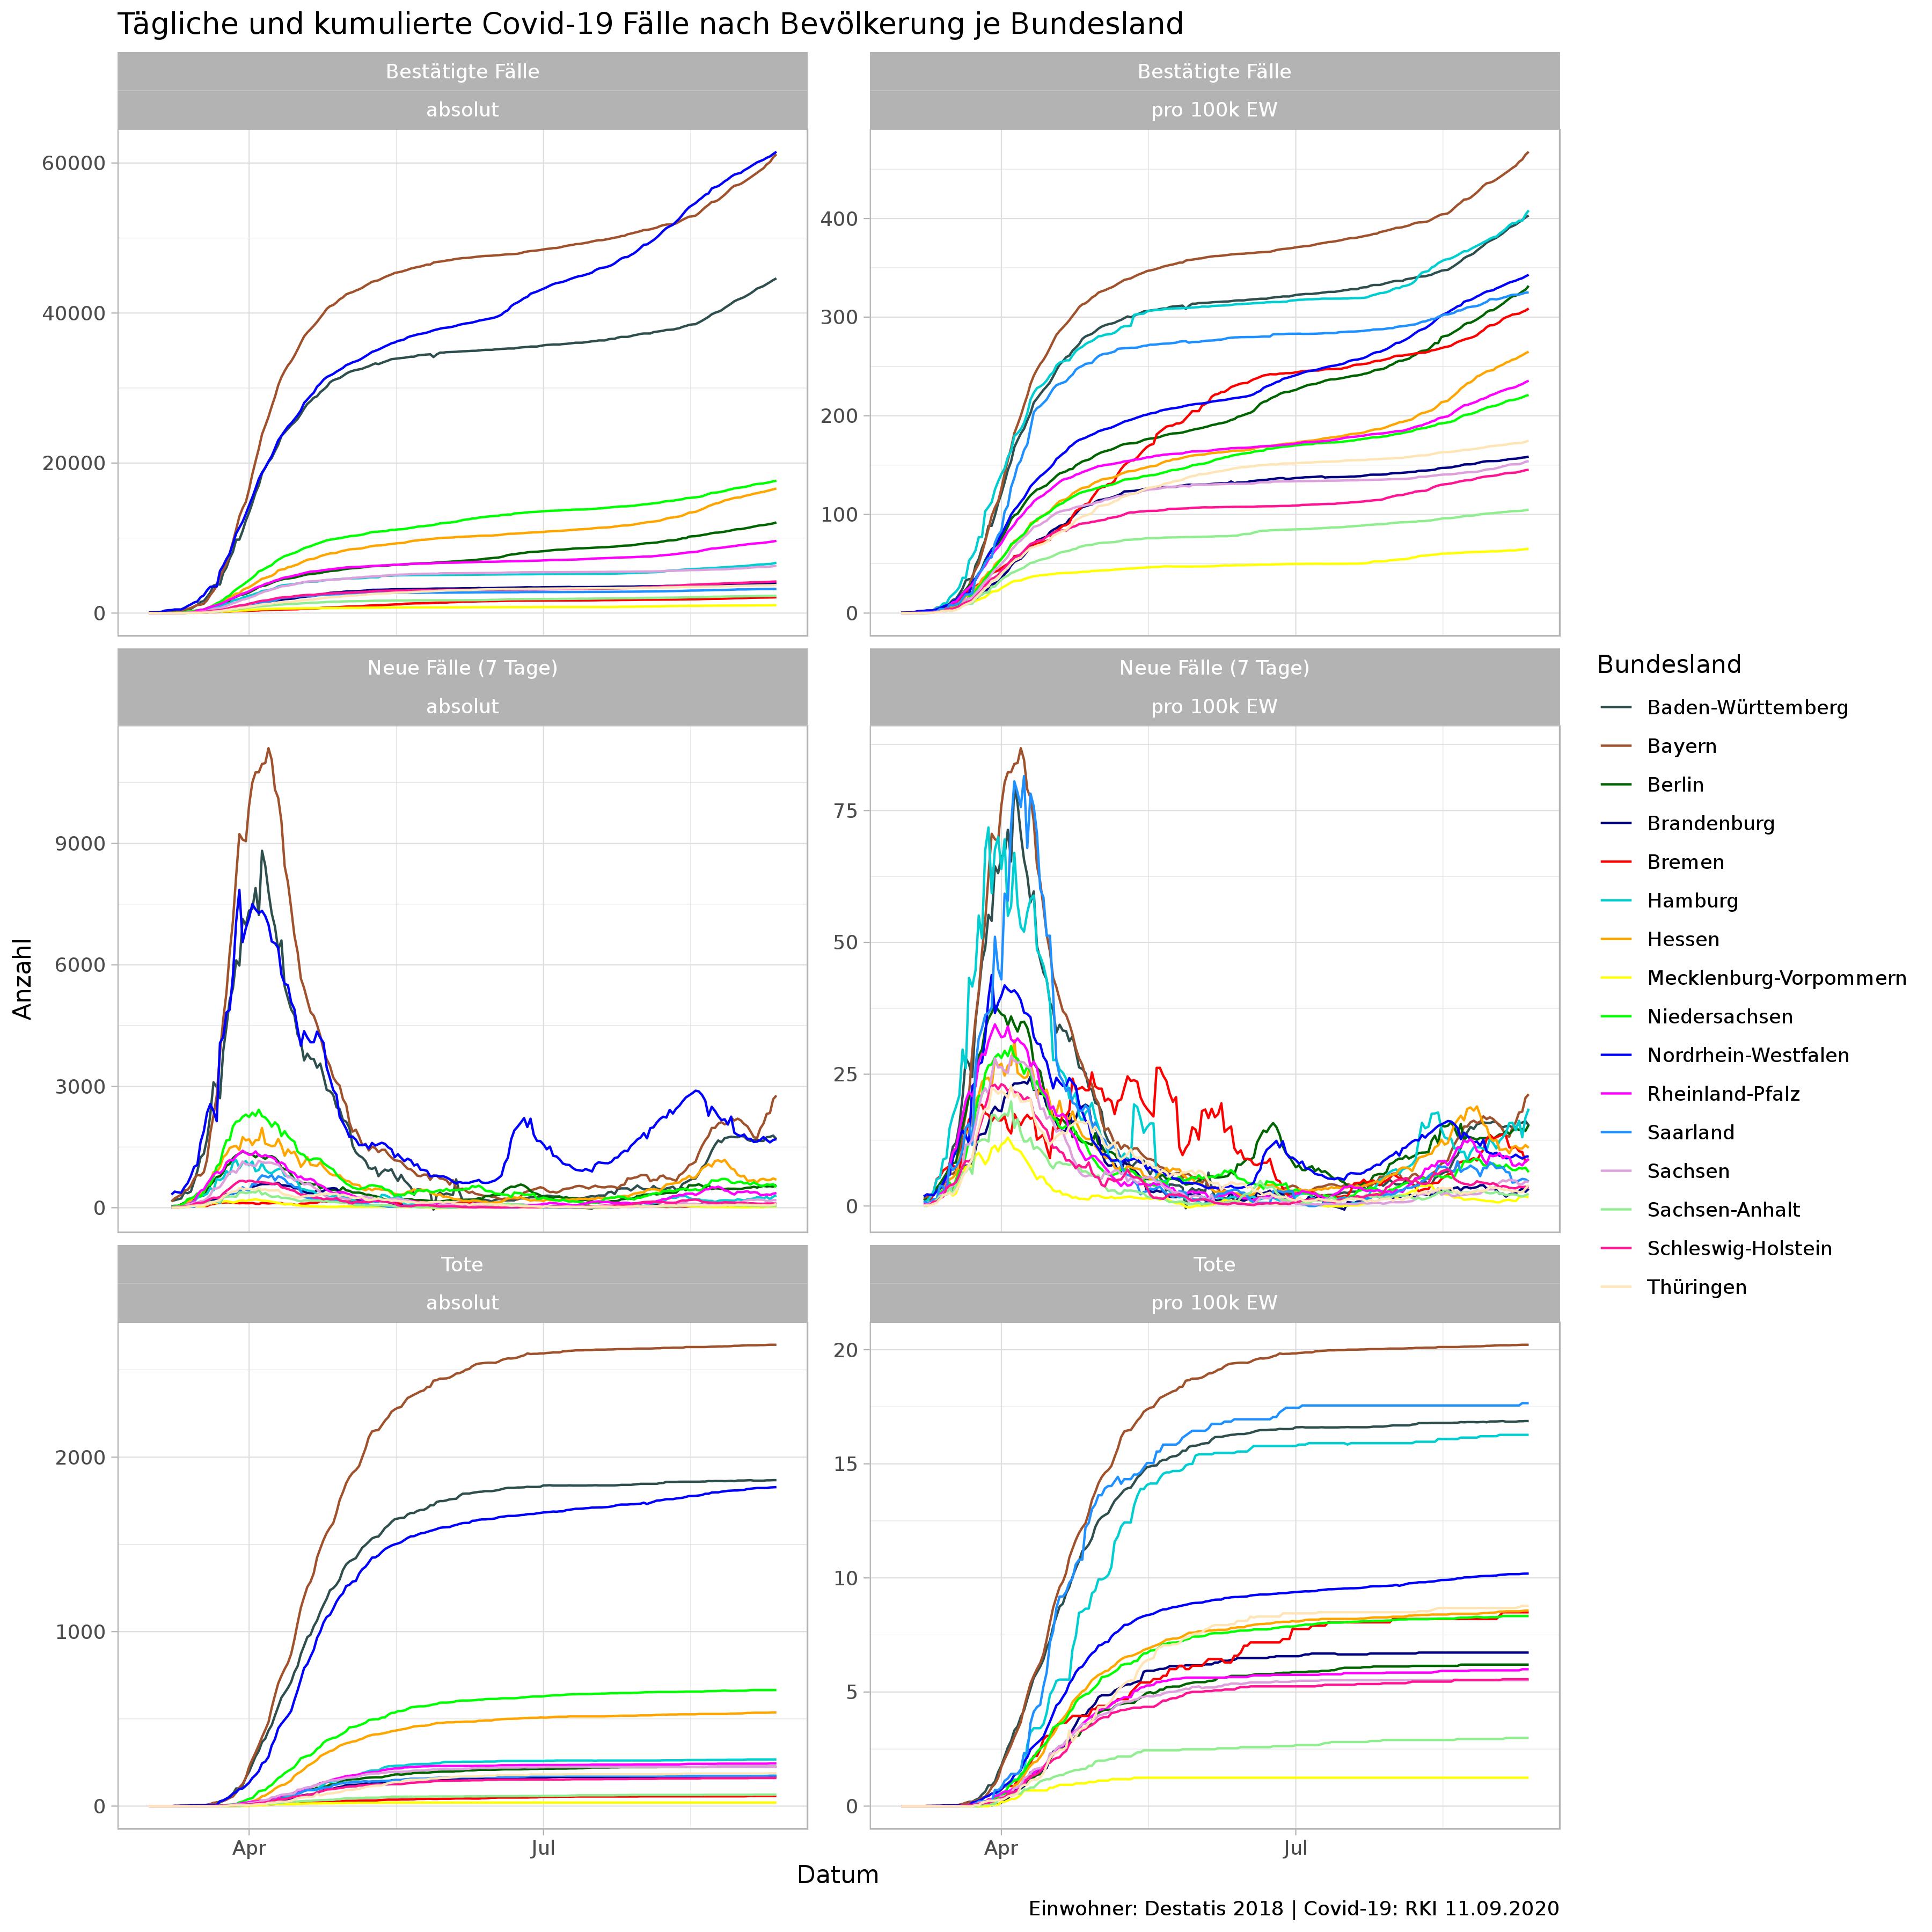 Tägliche und kumulierte Covid-19 Fälle nach Bevölkerung je Bundesland
Bestätigte Fälle
absolut
60000
40000
20000
0
Bestätigte Fälle
pro 100k EW
400
300
200
100
0
Neue Fälle (7 Tage)
absolut
9000
6000
3000
0
Neue Fälle (7 Tage)
pro 100k EW
75
50
25
0
Tote
absolut
2000
1000
0
Apr
Jul
Tote
pro 100k EW
20
15
10
5
0
Apr
Jul
Anzahl
Datum
Bundesland
Baden-Württemberg
Bayern
Berlin
Brandenburg
Bremen
Hamburg
Hessen
Mecklenburg-Vorpommern
Niedersachsen
Nordrhein-Westfalen
Rheinland-Pfalz
Saarland
Sachsen
Sachsen-Anhalt
Schleswig-Holstein
Thüringen
Einwohner: Destatis 2018 | Covid-19: RKI 11.09.2020